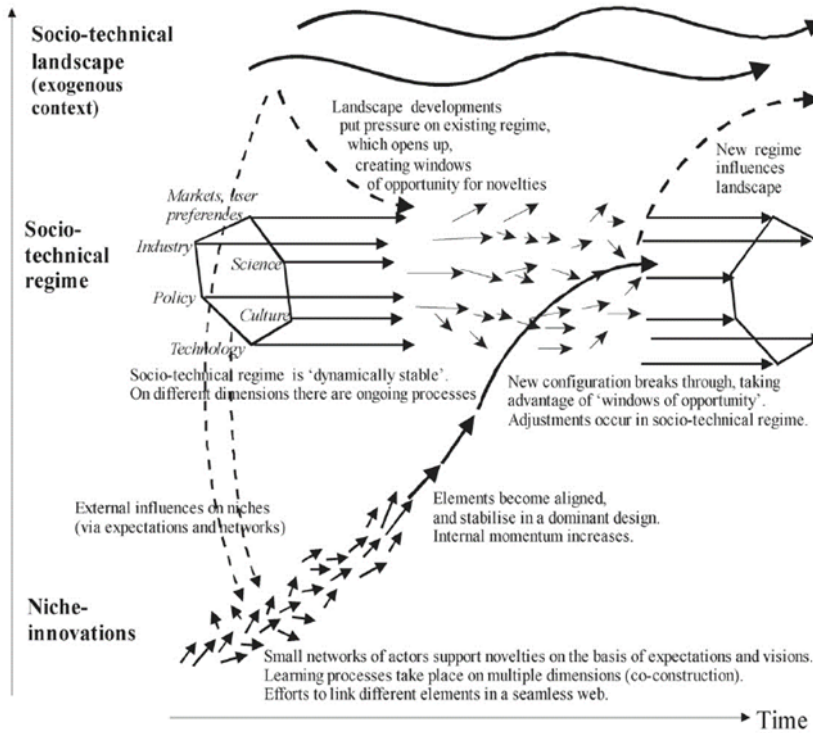 Socio-technical
landscape
(exogenous
context)
Landscape developments
put pressure on existing regime,
which opens up,
creating windows
of opportunity for novelties
New regime
influences
landscape
Markets, user
preferences
Socio-
technical
regime
Industry
Science
Policy
Culture
Technology
Socio-technical regime is ‘dynamically stable’.
On different dimensions there are ongoing processes
New configuration breaks through, taking
advantage of ‘windows of opportunity’.
Adjustments occur in socio-technical regime.
External influences on niches
(via expectations and networks)
Elements become aligned,
and stabilise in a dominant design.
Internal momentum increases.
Niche-
innovations
Small networks of actors support novelties on the basis of expectations and visions.
Learning processes take place on multiple dimensions (co-construction).
Efforts to link different elements in a seamless web.
Time